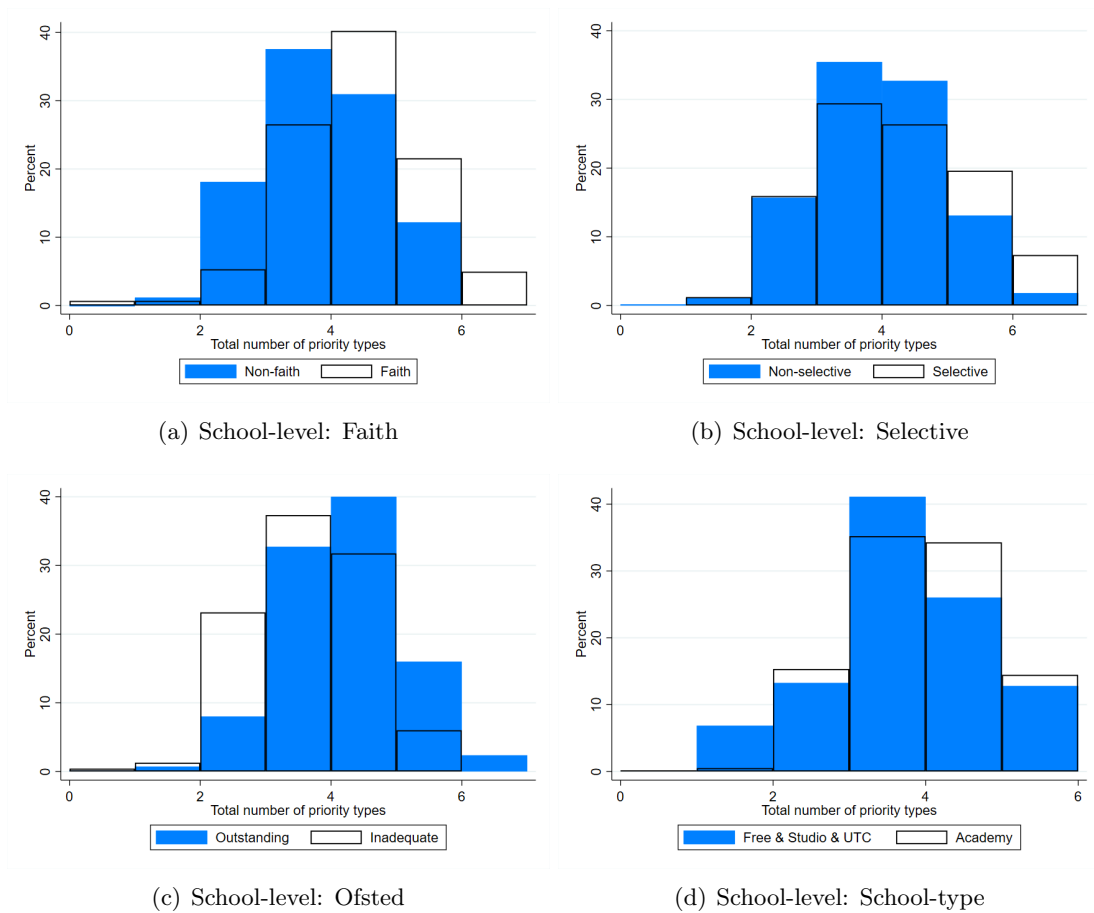 Percent
0 10 20 30 40
0 2 4 6
Total number of priority types
Non-faith Faith
(a) School-level: Faith
Percent
0 10 20 30 40
0 2 4 6
Total number of priority types
Non-selective Selective
(b) School-level: Selective
Percent
0 10 20 30 40
0 2 4 6
Total number of priority types
Outstanding Inadequate
(c) School-level: Ofsted
Percent
0 10 20 30 40
0 2 4 6
Total number of priority types
Free & Studio & UTC Academy
(d) School-level: School-type